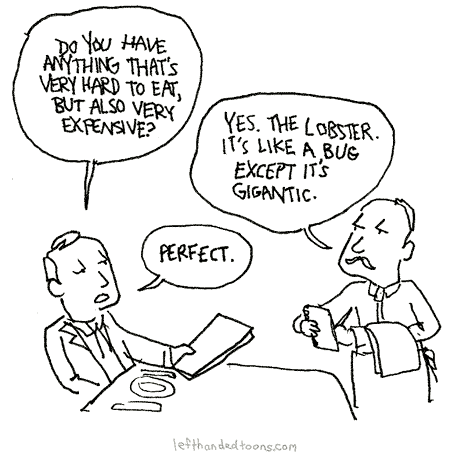 DO YOU HAVE
ANYTHING THAT'S
VERY HARD TO EAT,
BUT ALSO VERY
EXPENSIVE?
YES. THE LOBSTER.
IT'S LIKE A BUG
EXCEPT IT'S
GIGANTIC.
PERFECT.
lefthandedtoons.com